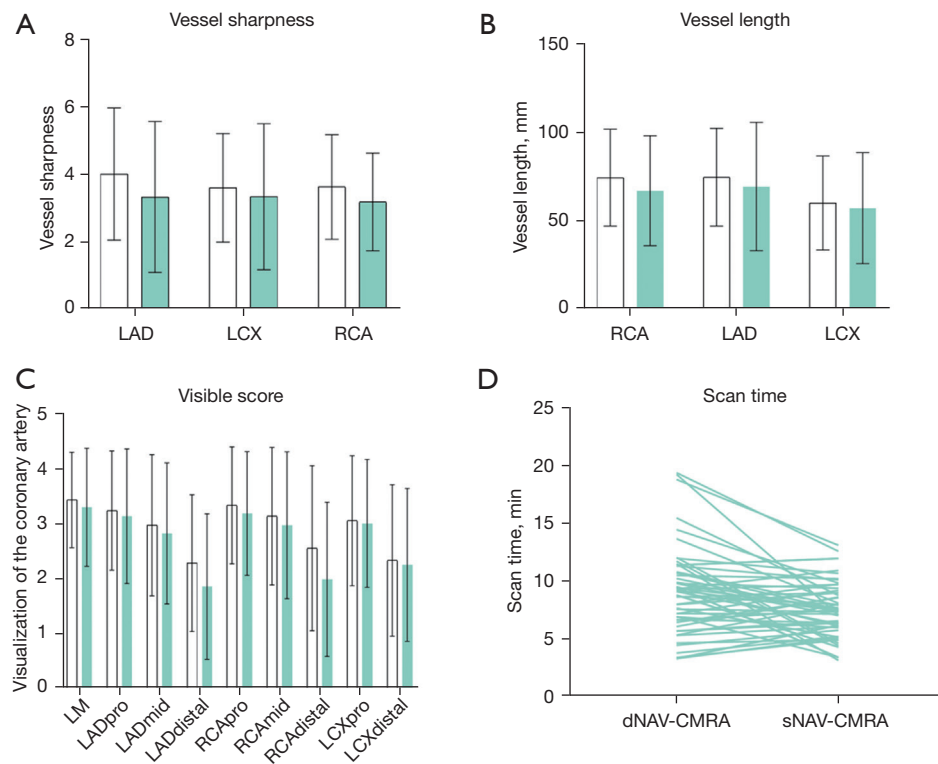 A
Vessel sharpness
8
6
4
2
0
Vessel sharpness
LAD
LCX
RCA
B
Vessel length
150
100
50
0
Vessel length, mm
RCA
LAD
LCX
C
Visible score
5
4
3
2
1
0
Visualization of the coronary artery
LM
LADpro
LADmid
LADdistal
RCApro
RCAmid
RCAdistal
LCXpro
LCXdistal
D
Scan time
25
20
15
10
5
0
Scan time, min
dNAV-CMRA
sNAV-CMRA